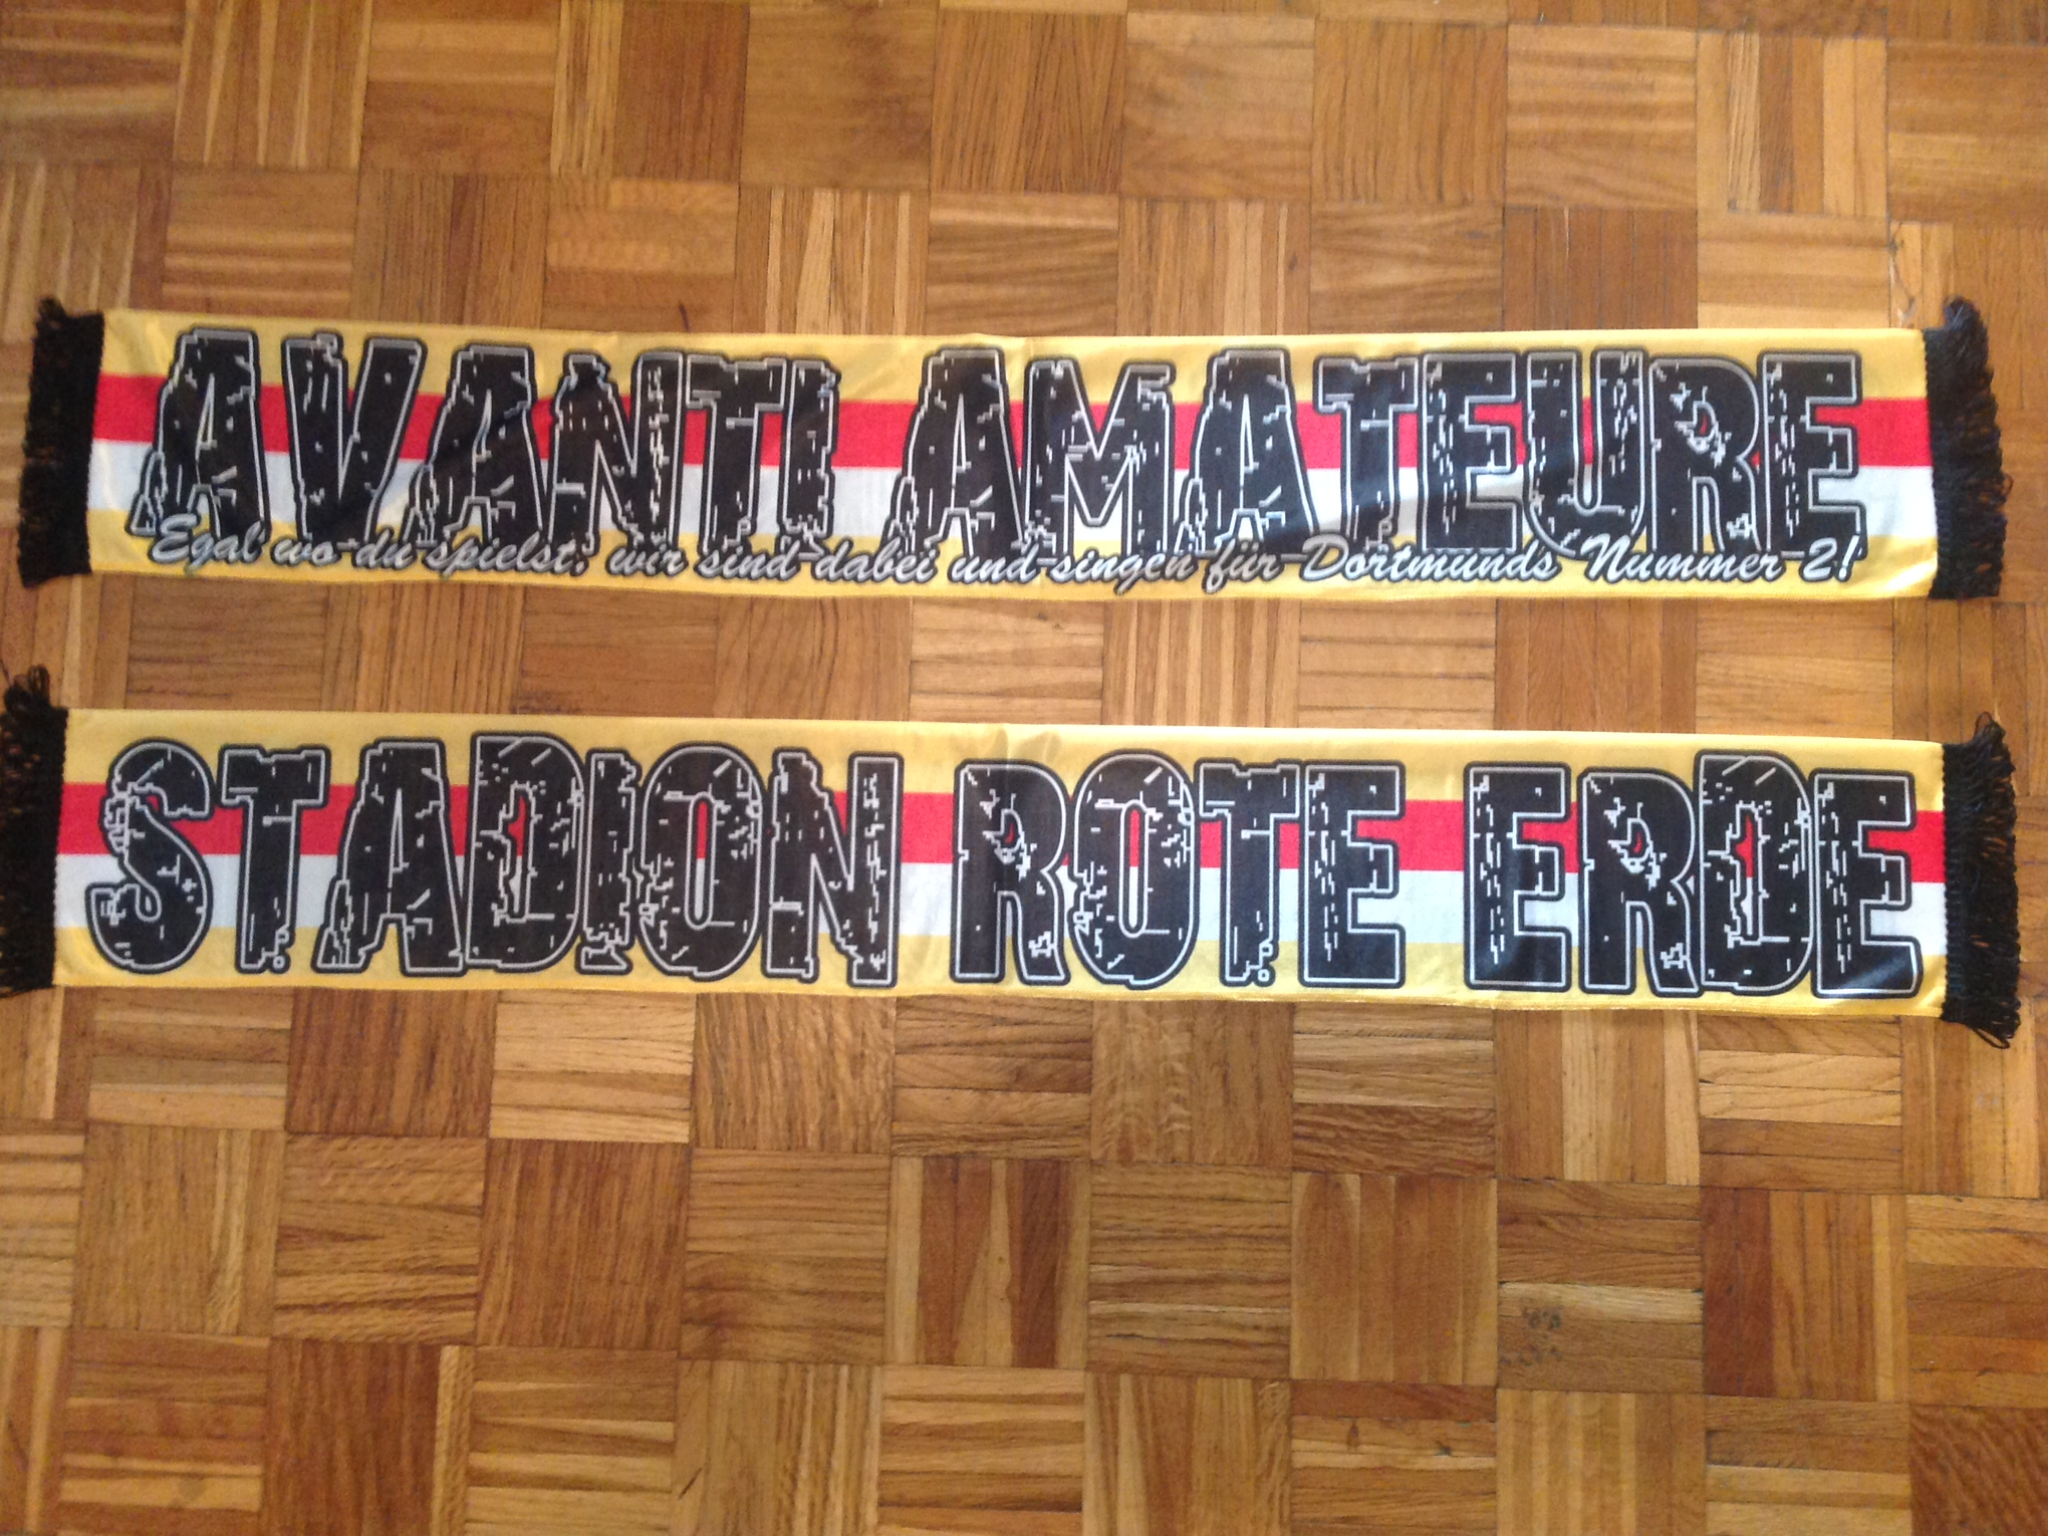 AVANTI AMATEURE
Egal wo du spielst, wir sind dabei und singen für Dortmunds Nummer 2!
STADION ROTE ERDE